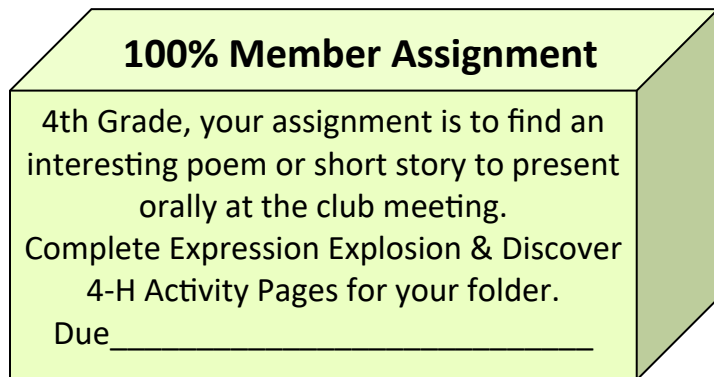 100% Member Assignment
4th Grade, your assignment is to find an
interesting poem or short story to present
orally at the club meeting.
Complete Expression Explosion & Discover
4-H Activity Pages for your folder.
Due____________________________